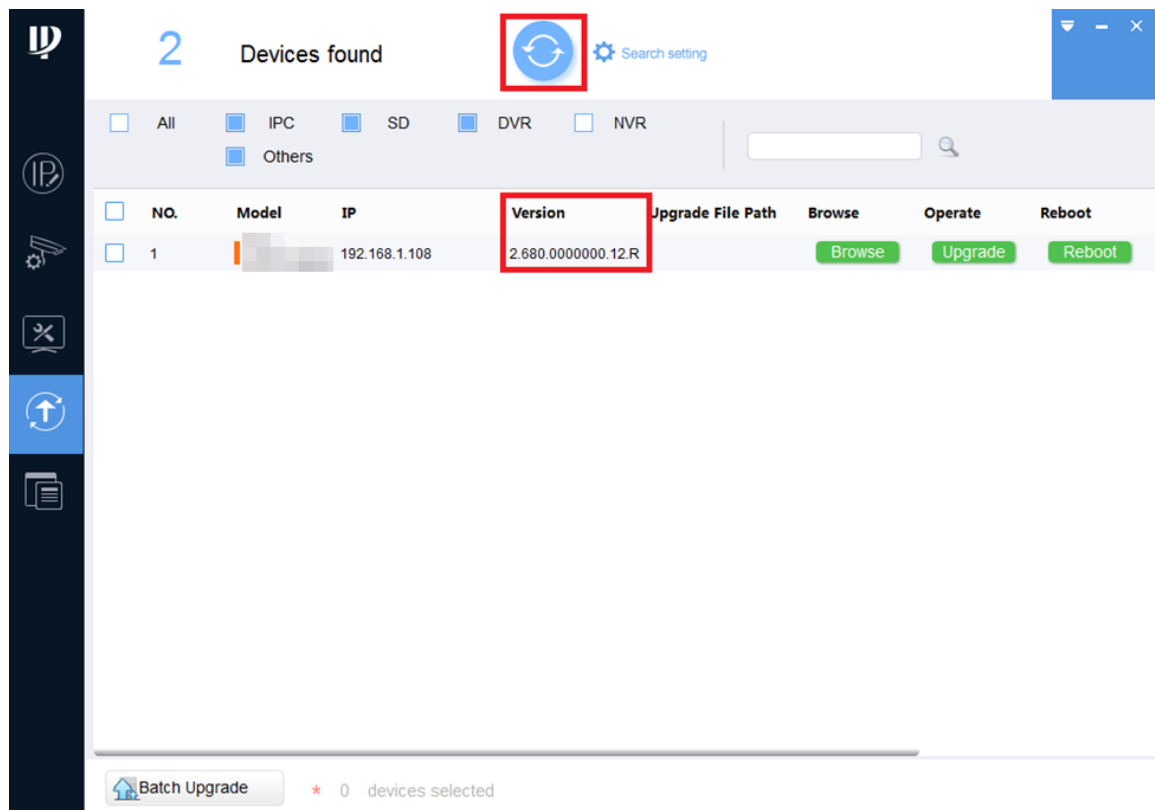 2 Devices found Search setting
All IPC SD DVR NVR
Others
NO. Model IP Version Upgrade File Path Browse Operate Reboot
1 192.168.1.108 2.680.0000000.12.R Browse Upgrade Reboot
Batch Upgrade * 0 devices selected